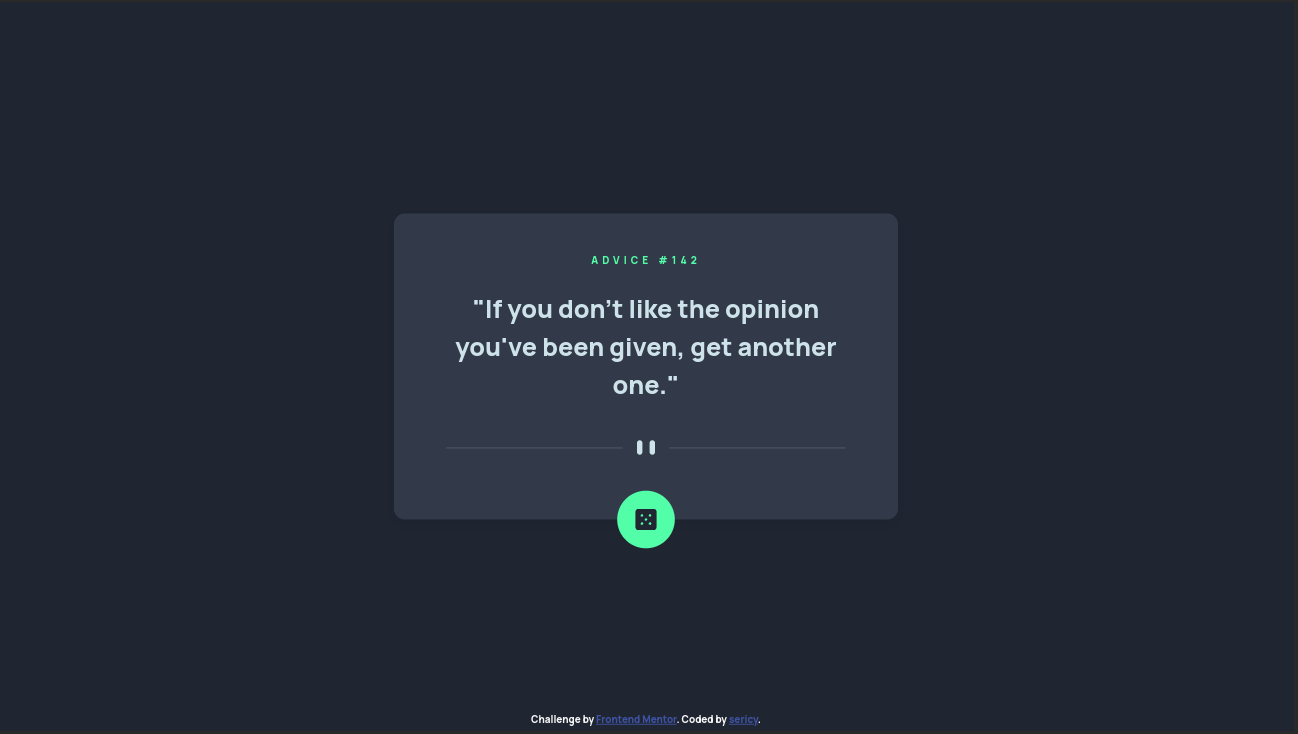 ADVICE #142
"If you don’t like the opinion
you've been given, get another
one."
Challenge by Frontend Mentor. Coded by sericy.